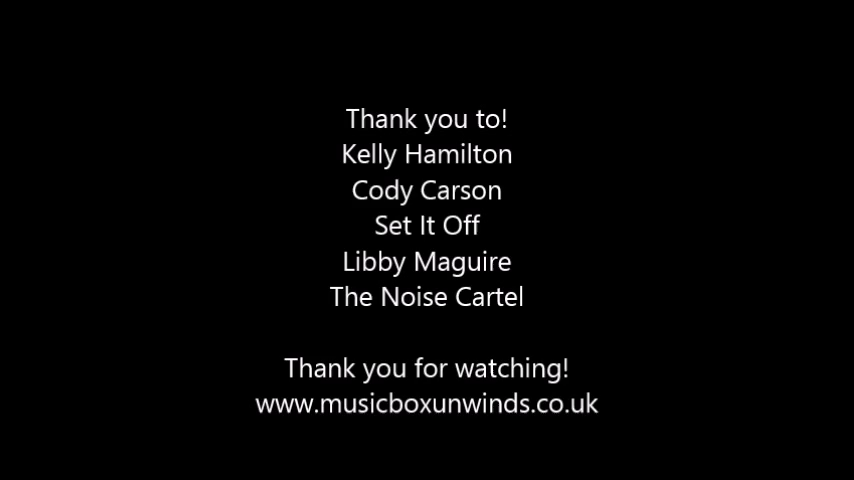 Thank you to!
Kelly Hamilton
Cody Carson
Set It Off
Libby Maguire
The Noise Cartel
Thank you for watching!
www.musicboxunwinds.co.uk